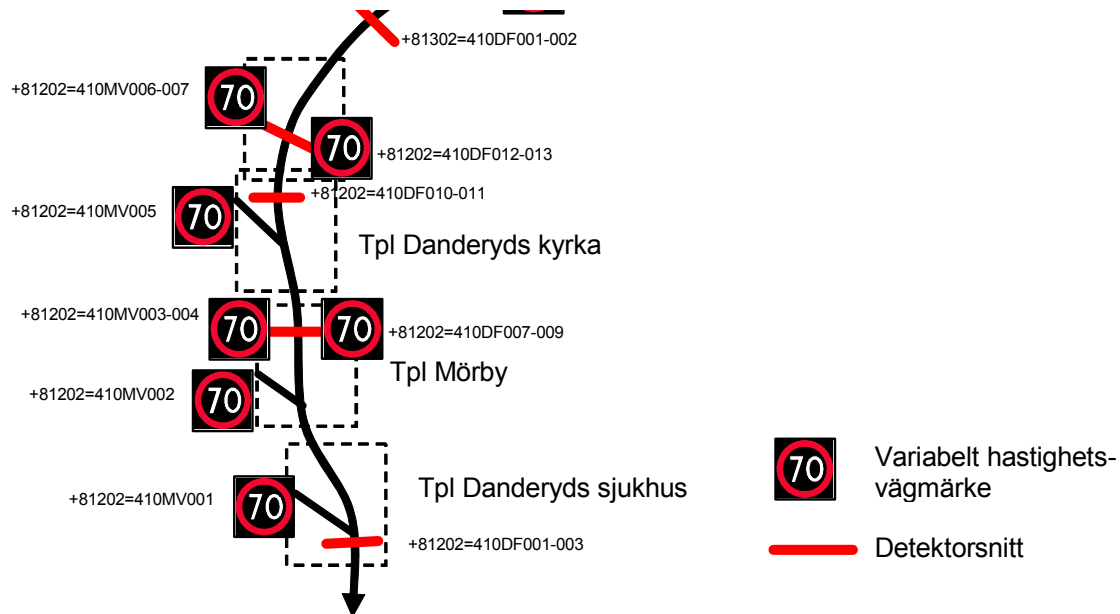 +81302=410DF001-002
+81202=410MV006-007
70
70
+81202=410DF012-013
+81202=410DF010-011
+81202=410MV005
70
Tpl Danderyds kyrka
+81202=410MV003-004
70
70
+81202=410DF007-009
Tpl Mörby
+81202=410MV002
70
Tpl Danderyds sjukhus
+81202=410MV001
70
+81202=410DF001-003
70
Variabelt hastighets-
vägmärke
Detektorsnitt